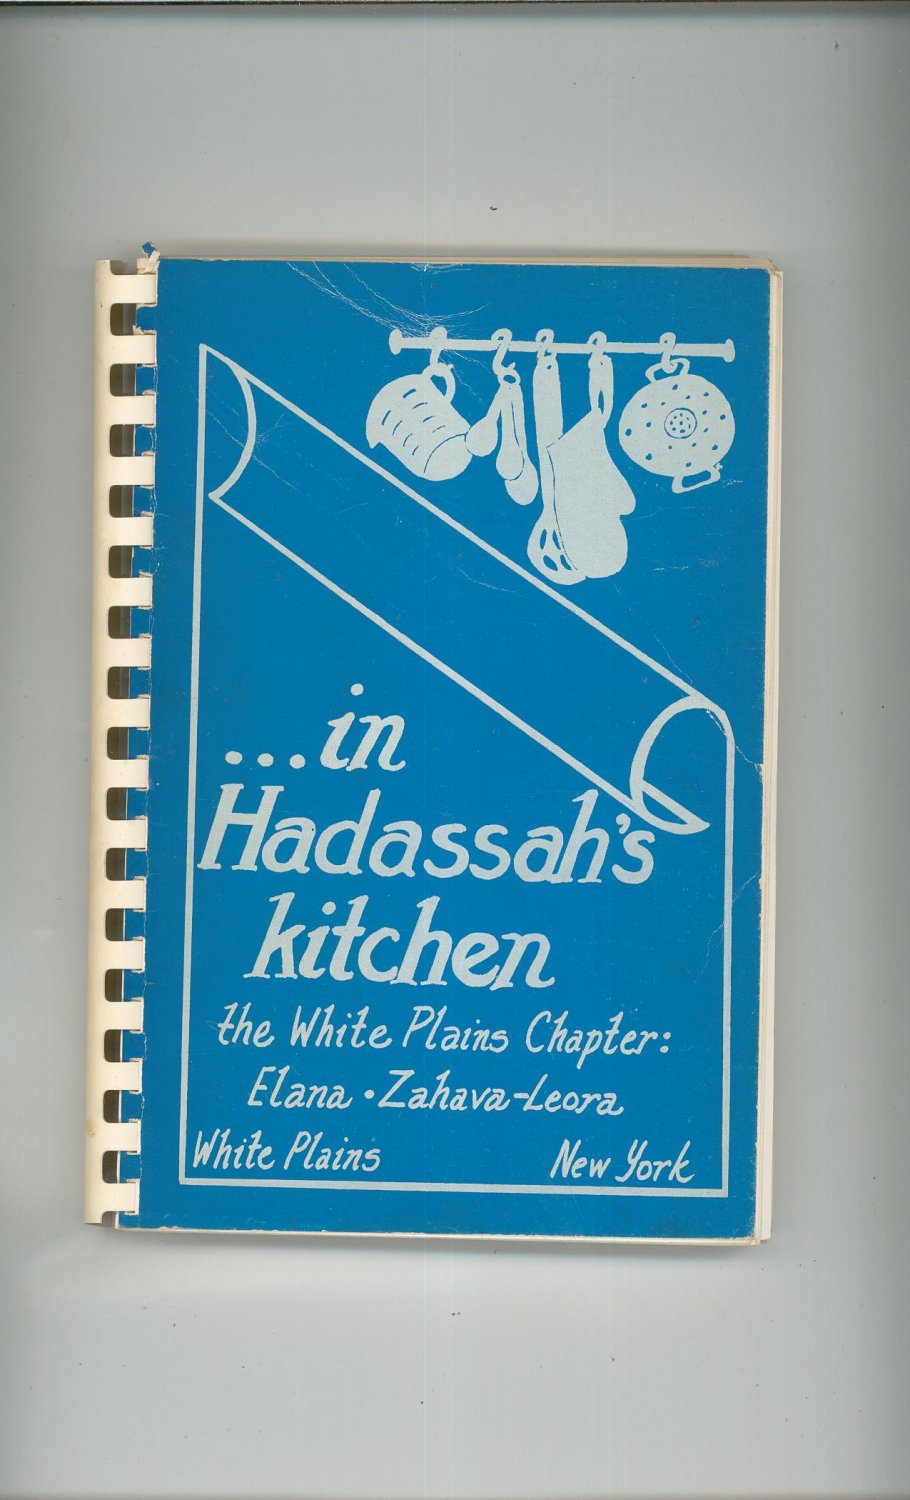 ...in
Hadassah's
kitchen
the White Plains Chapter:
Elana · Zahava-Leora
White Plains New York